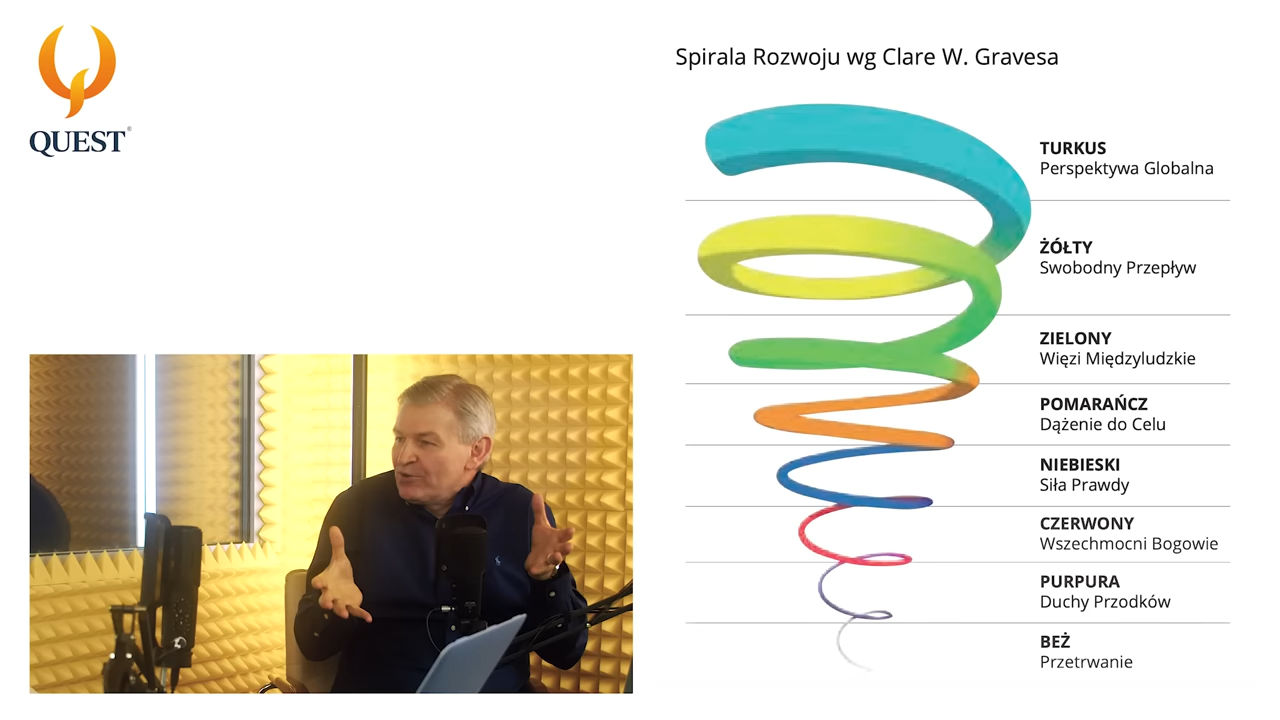 QUEST®
Spirala Rozwoju wg Clare W. Gravesa
TURKUS
Perspektywa Globalna
ŻÓŁTY
Swobodny Przepływ
ZIELONY
Więzi Międzyludzkie
POMARAŃCZ
Dążenie do Celu
NIEBIESKI
Siła Prawdy
CZERWONY
Wszechmocni Bogowie
PURPURA
Duchy Przodków
BEŻ
Przetrwanie